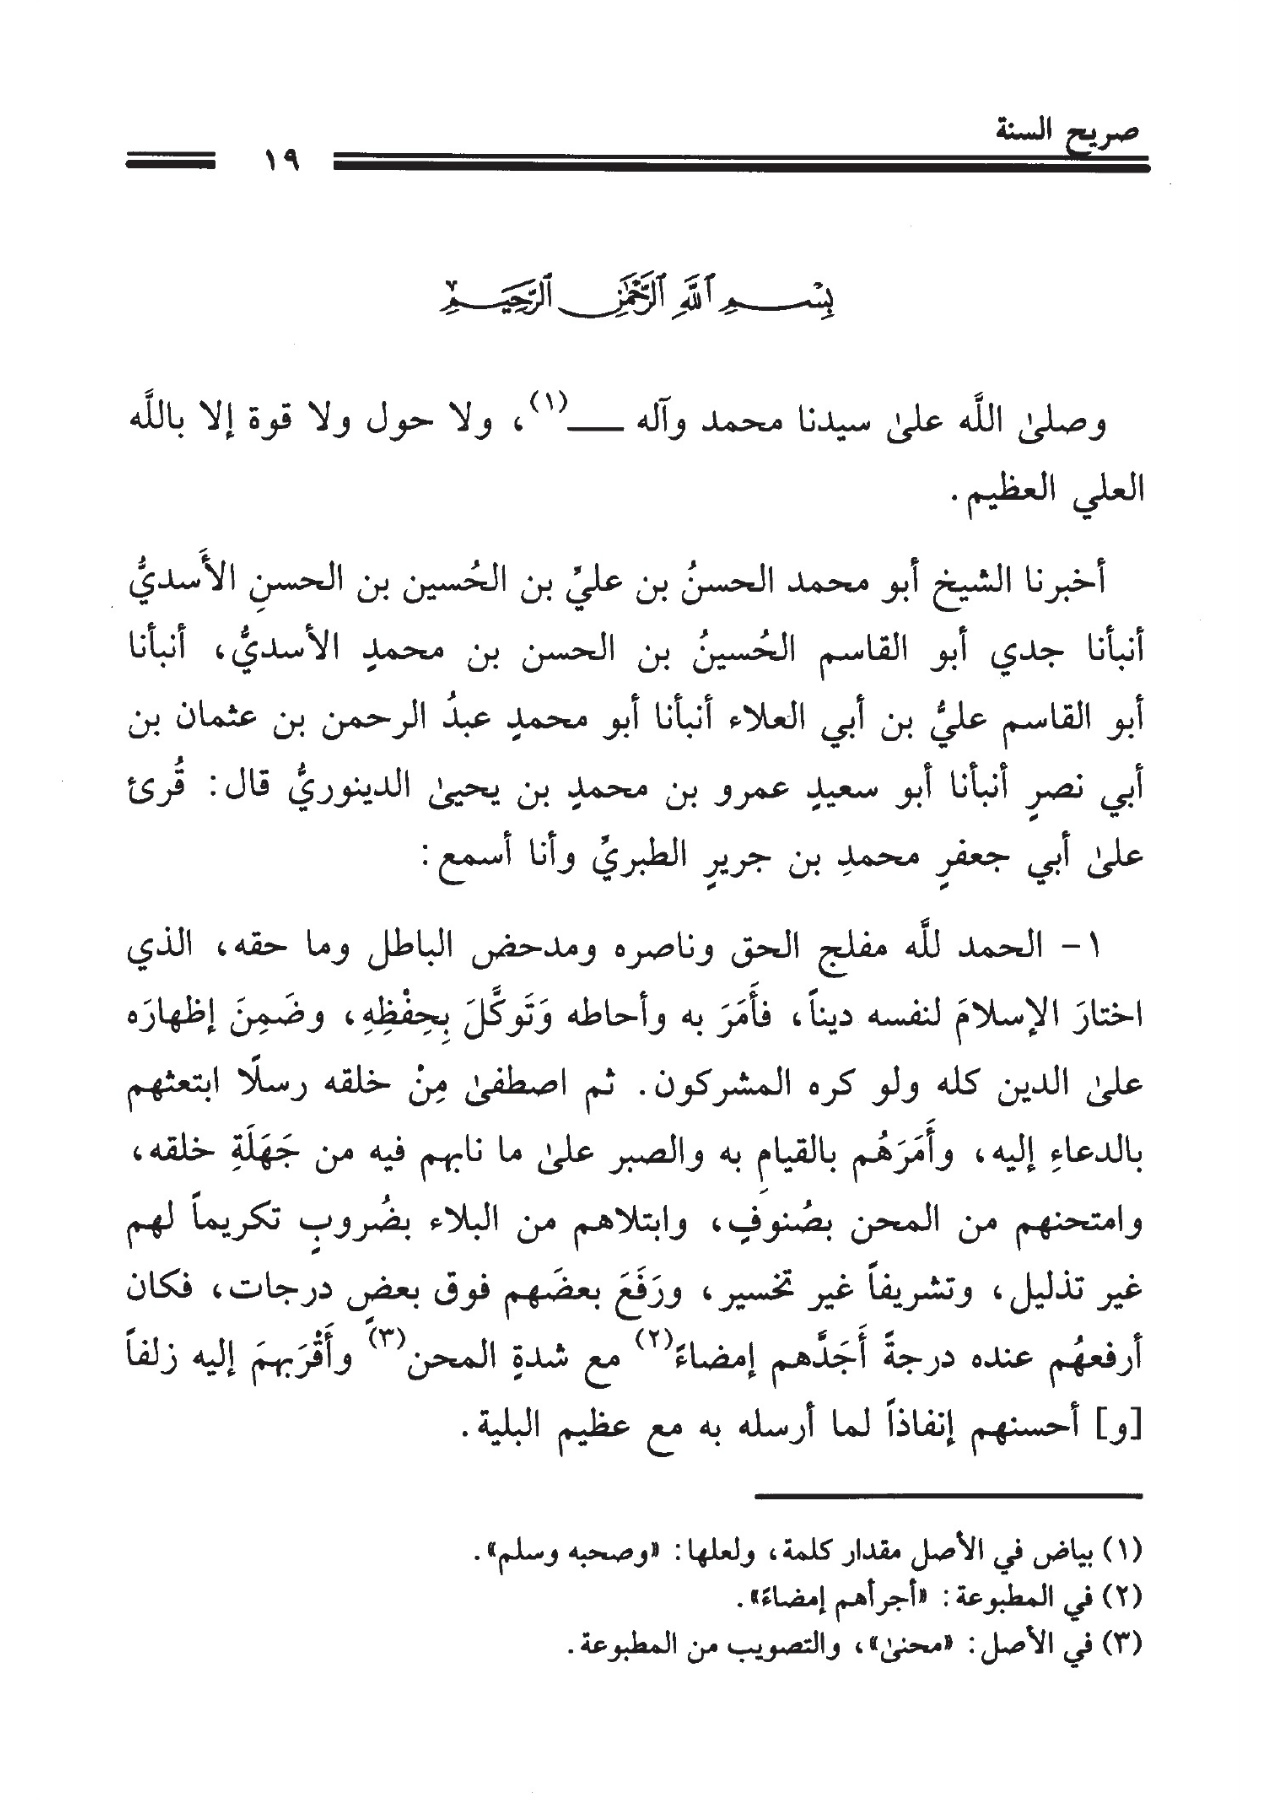 صريح السنة
١٩
بِسْمِ ٱللَّهِ ٱلرَّحْمَٰنِ ٱلرَّحِيمِ
وصلىٰ اللَّه علىٰ سيدنا محمد وآله ـــ(١)، ولا حول ولا قوة إلا باللَّه
العلي العظيم.
أخبرنا الشيخ أبو محمد الحسنُ بن عليِّ بن الحُسين بن الحسنِ الأَسديُّ
أنبأنا جدي أبو القاسم الحُسينُ بن الحسن بن محمدٍ الأسديُّ، أنبأنا
أبو القاسم عليُّ بن أبي العلاء أنبأنا أبو محمدٍ عبدُ الرحمن بن عثمان بن
أبي نصرٍ أنبأنا أبو سعيدٍ عمرو بن محمدٍ بن يحيىٰ الدينوريُّ قال: قُرئ
علىٰ أبي جعفرٍ محمدِ بن جريرٍ الطبريِّ وأنا أسمع:
١- الحمد للَّه مفلج الحق وناصره ومدحض الباطل وما حقه، الذي
اختارَ الإسلامَ لنفسه ديناً، فأَمَرَ به وأحاطه وَتَوكَّلَ بِحِفْظِهِ، وضَمِنَ إظهارَه
علىٰ الدين كله ولو كره المشركون. ثم اصطفىٰ مِنْ خلقه رسلًا ابتعثهم
بالدعاءِ إليه، وأَمَرَهُم بالقيامِ به والصبر علىٰ ما نابهم فيه من جَهَلَةِ خلقه،
وامتحنهم من المحن بصُنوفٍ، وابتلاهم من البلاء بضُروبٍ تكريماً لهم
غير تذليل، وتشريفاً غير تخسير، ورَفَعَ بعضَهم فوق بعضٍ درجات، فكان
أرفعهُم عنده درجةً أَجَدَّهم إمضاءً(٢) مع شدةِ المحن(٣) وأَقْرَبهمَ إليه زلفاً
[و] أحسنهم إنفاذاً لما أرسله به مع عظيم البلية.
(١) بياض في الأصل مقدار كلمة، ولعلها: «وصحبه وسلم».
(٢) في المطبوعة: «أجرأهم إمضاءً».
(٣) في الأصل: «محنىٰ»، والتصويب من المطبوعة.